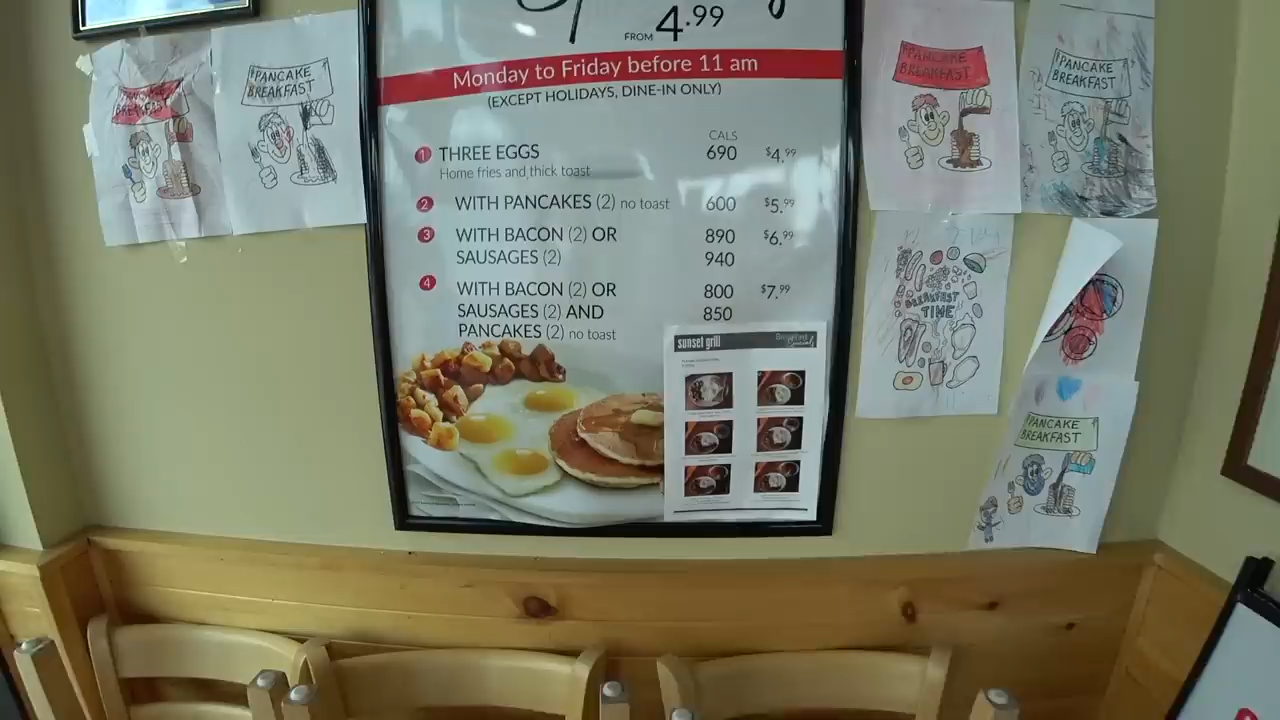 FROM 4.99
Monday to Friday before 11 am
(EXCEPT HOLIDAYS, DINE-IN ONLY)
CALS
1 THREE EGGS 690 $4.99
Home fries and thick toast
2 WITH PANCAKES (2) no toast 600 $5.99
3 WITH BACON (2) OR 890 $6.99
SAUSAGES (2) 940
4 WITH BACON (2) OR 800 $7.99
SAUSAGES (2) AND 850
PANCAKES (2) no toast
sunset grill
Breakfast
Specials
PANCAKE
BREAKFAST
PANCAKE
BREAKFAST
PANCAKE
BREAKFAST
PANCAKE
BREAKFAST
BREAKFAST
TIME
PANCAKE
BREAKFAST